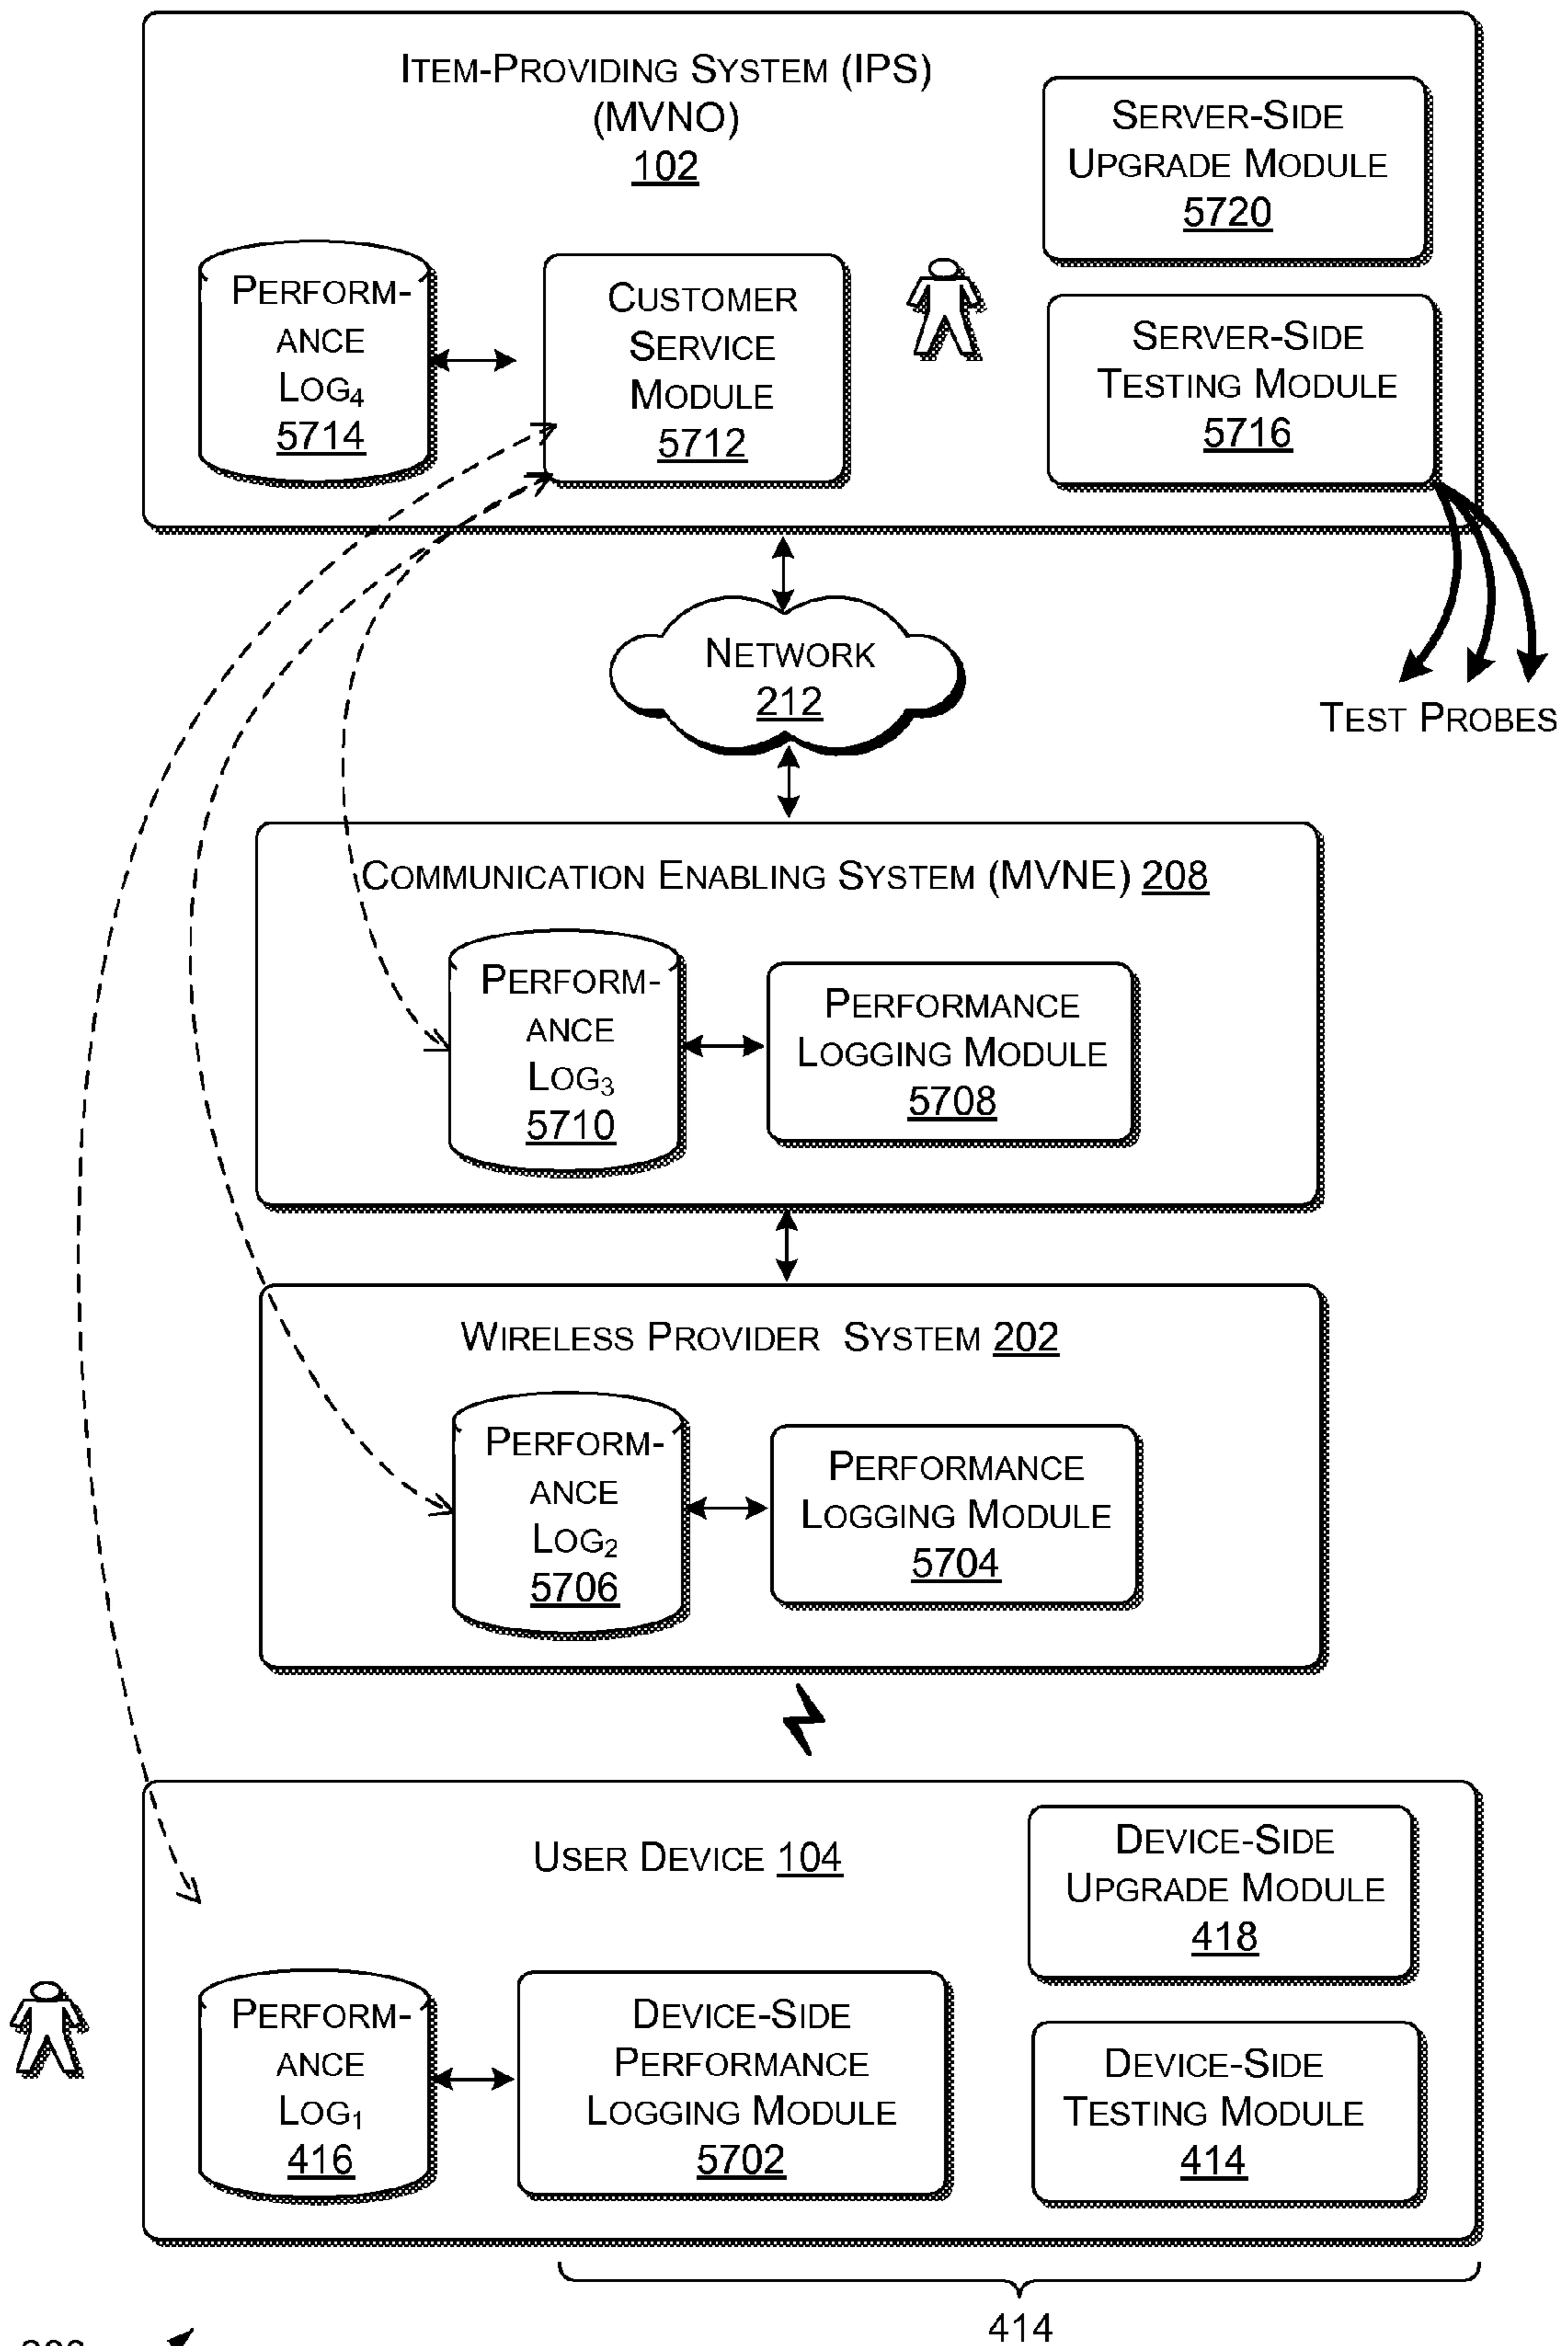 ITEM-PROVIDING SYSTEM (IPS)
(MVNO)
102
SERVER-SIDE
UPGRADE MODULE
5720
PERFORM-
ANCE
LOG4
5714
CUSTOMER
SERVICE
MODULE
5712
SERVER-SIDE
TESTING MODULE
5716
NETWORK
212
TEST PROBES
COMMUNICATION ENABLING SYSTEM (MVNE) 208
PERFORM-
ANCE
LOG3
5710
PERFORMANCE
LOGGING MODULE
5708
WIRELESS PROVIDER SYSTEM 202
PERFORM-
ANCE
LOG2
5706
PERFORMANCE
LOGGING MODULE
5704
USER DEVICE 104
DEVICE-SIDE
UPGRADE MODULE
418
PERFORM-
ANCE
LOG1
416
DEVICE-SIDE
PERFORMANCE
LOGGING MODULE
5702
DEVICE-SIDE
TESTING MODULE
414
414